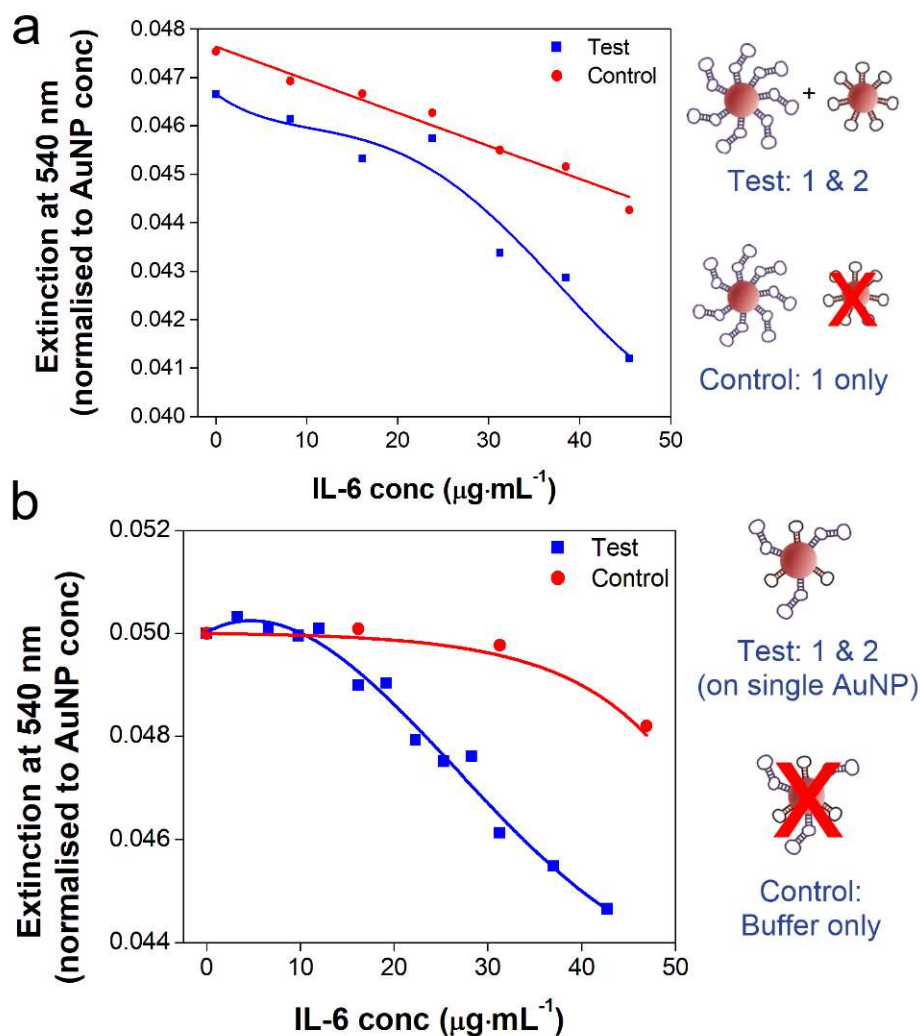 a
0.048
0.047
0.046
0.045
0.044
0.043
0.042
0.041
0.040
Extinction at 540 nm
(normalised to AuNP conc)
Test
Control
0 10 20 30 40 50
IL-6 conc (μg·mL⁻¹)
+
Test: 1 & 2
Control: 1 only
b
0.052
0.050
0.048
0.046
0.044
Extinction at 540 nm
(normalised to AuNP conc)
Test
Control
0 10 20 30 40 50
IL-6 conc (μg·mL⁻¹)
Test: 1 & 2
(on single AuNP)
Control:
Buffer only